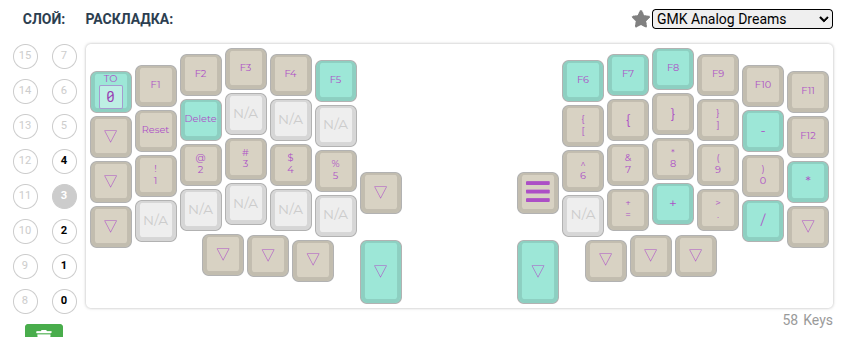 СЛОЙ: РАСКЛАДКА: GMK Analog Dreams
15 7
14 6
13 5
12 4
11 3
10 2
9 1
8 0
TO
0 F1 F2 F3 F4 F5 F6 F7 F8 F9 F10 F11
▽ Reset Delete N/A N/A N/A { [ { } } ] - F12
▽ ! 1 @ 2 # 3 $ 4 % 5 ▽ ^ 6 & 7 * 8 ( 9 ) 0 *
▽ N/A N/A N/A N/A N/A N/A + = + > . / ▽
▽ ▽ ▽ ▽ ▽ ▽ ▽ ▽
58 Keys